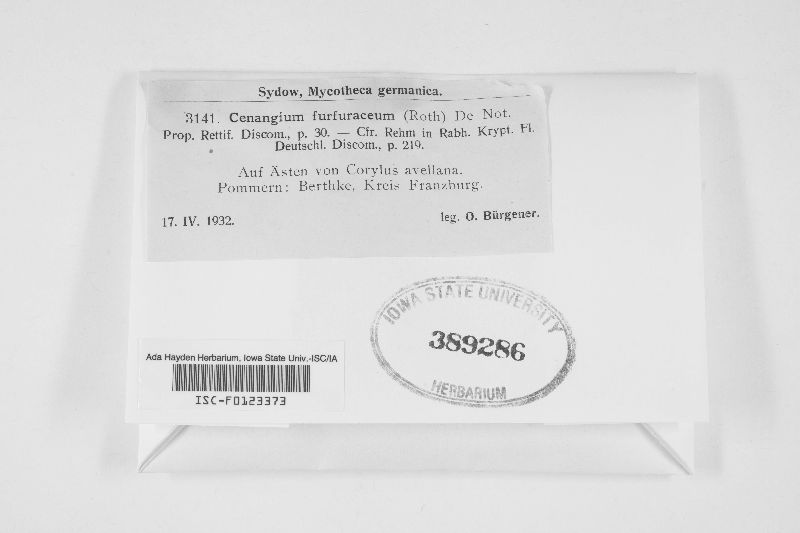 Sydow, Mycotheca germanica.
3141. Cenangium furfuraceum (Roth) De Not.
Prop. Rettif. Discom., p. 30. — Cfr. Rehm in Rabh. Krypt. Fl.
Deutschl. Discom., p. 219.
Auf Ästen von Corylus avellana.
Pommern: Berthke, Kreis Franzburg.
17. IV. 1932. leg. O. Bürgener.
IOWA STATE UNIVERSITY
389286
HERBARIUM
Ada Hayden Herbarium, Iowa State Univ.-ISC/IA
ISC-F0123373